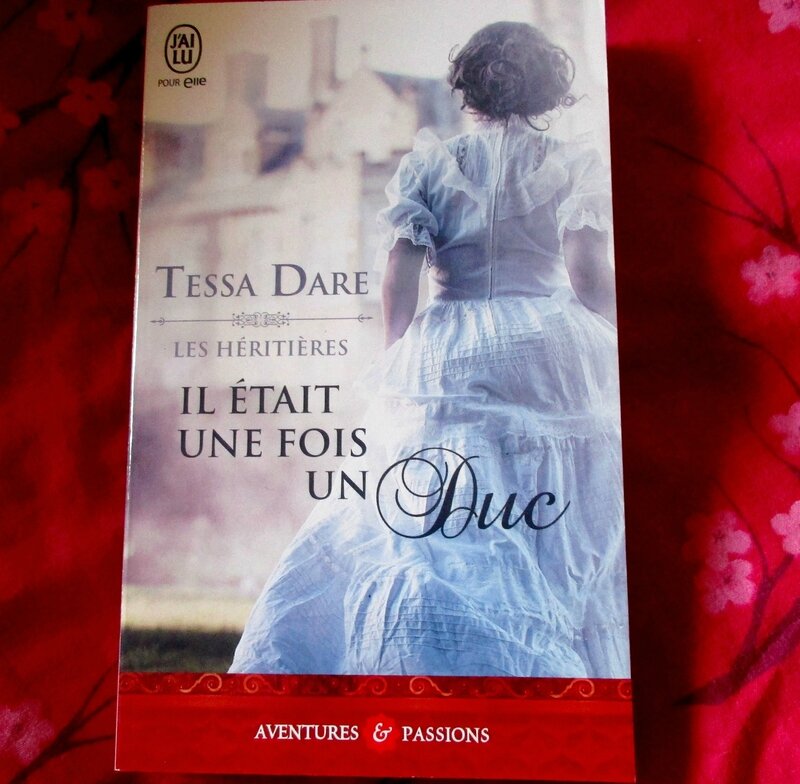 J'AI
LU
POUR elle
TESSA DARE
LES HÉRITIÈRES
IL ÉTAIT
UNE FOIS
UN Duc
AVENTURES & PASSIONS